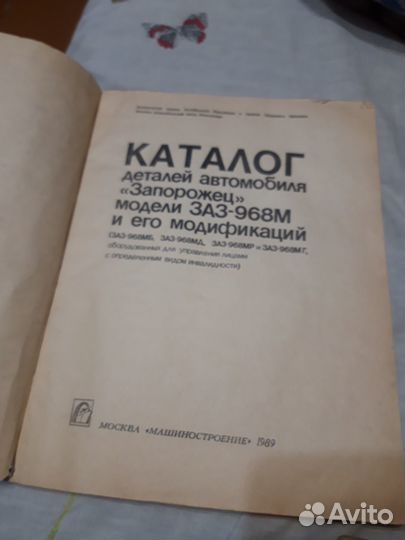 КАТАЛОГ
деталей автомобиля
«Запорожец»
модели ЗАЗ-968М
и его модификаций
(ЗАЗ-968МБ, ЗАЗ-968МД, ЗАЗ-968МР и ЗАЗ-968МГ,
оборудованных для управления лицами
с определенным видом инвалидности)
МОСКВА «МАШИНОСТРОЕНИЕ» 1989
Avito